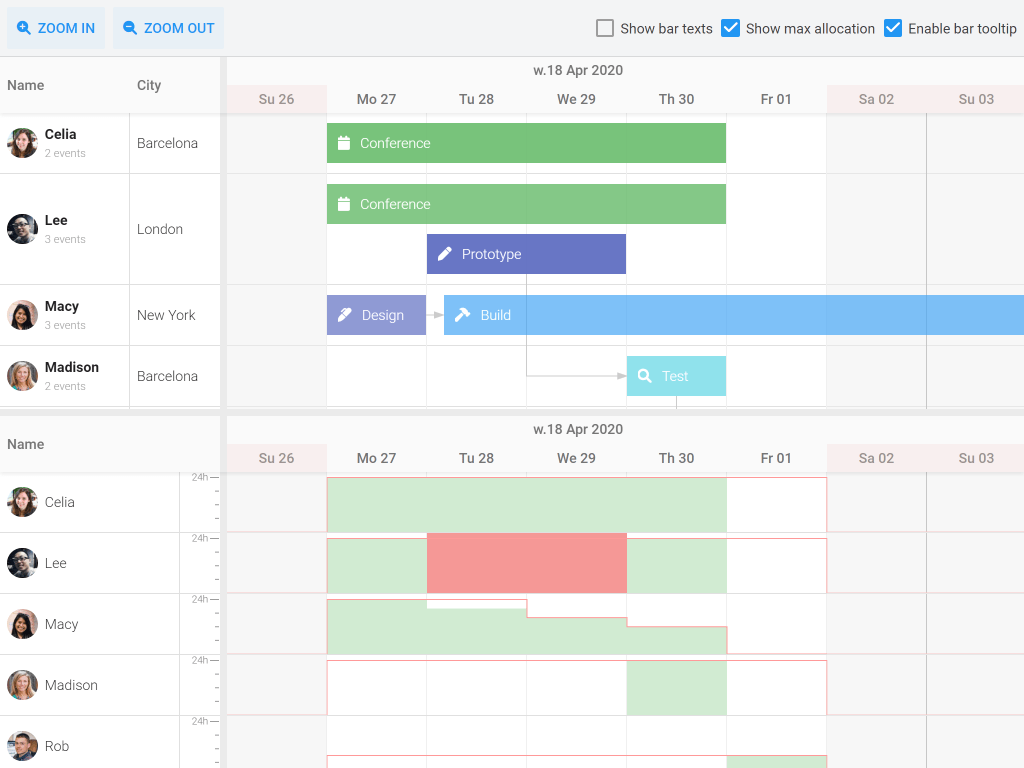 ZOOM IN ZOOM OUT Show bar texts Show max allocation Enable bar tooltip
Name City w.18 Apr 2020
Su 26 Mo 27 Tu 28 We 29 Th 30 Fr 01 Sa 02 Su 03
Celia
2 events
Barcelona
Conference
Lee
3 events
London
Conference
Prototype
Macy
3 events
New York
Design
Build
Madison
2 events
Barcelona
Test
Name w.18 Apr 2020
Su 26 Mo 27 Tu 28 We 29 Th 30 Fr 01 Sa 02 Su 03
24h
Celia
24h
Lee
24h
Macy
24h
Madison
24h
Rob